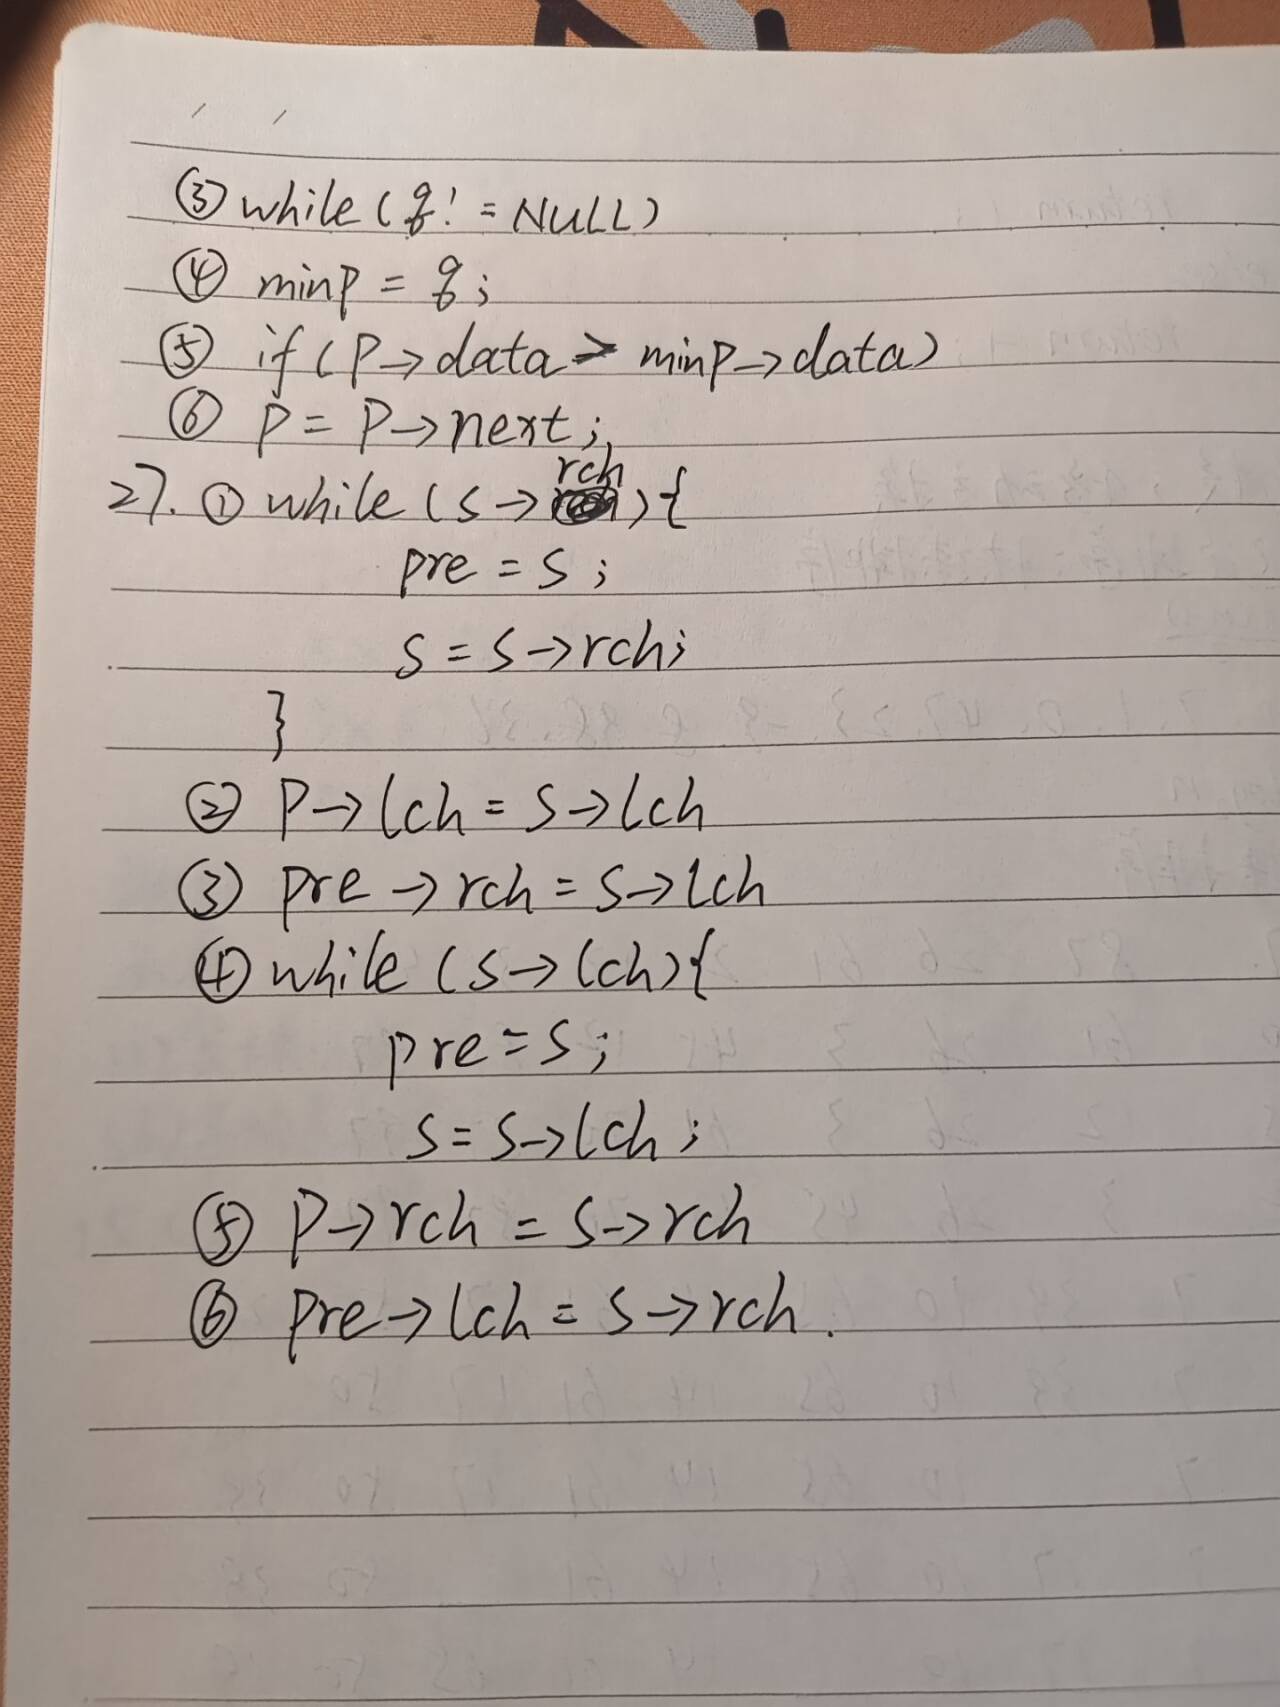 ③ while (q! = NULL)
④ minp = q;
⑤ if (P→data > minp→data)
⑥ P = P→next;
27. ① while (s→rch){
pre = s;
s = s→rch;
}
② P→lch = s→lch
③ pre→rch = s→lch
④ while (s→lch){
pre = s;
s = s→lch;
⑤ P→rch = s→rch
⑥ pre→lch = s→rch.